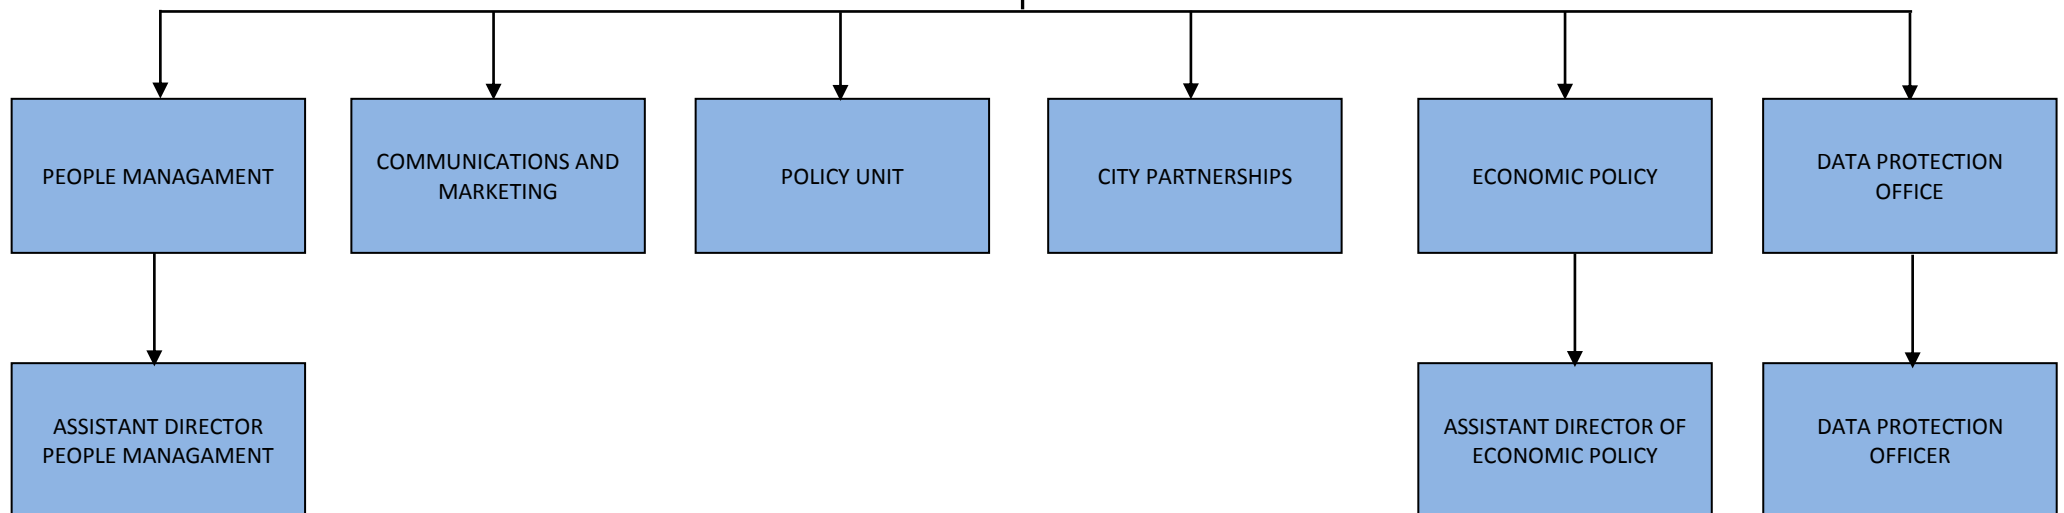 PEOPLE MANAGAMENT
COMMUNICATIONS AND
MARKETING
POLICY UNIT
CITY PARTNERSHIPS
ECONOMIC POLICY
DATA PROTECTION
OFFICE
ASSISTANT DIRECTOR
PEOPLE MANAGAMENT
ASSISTANT DIRECTOR OF
ECONOMIC POLICY
DATA PROTECTION
OFFICER